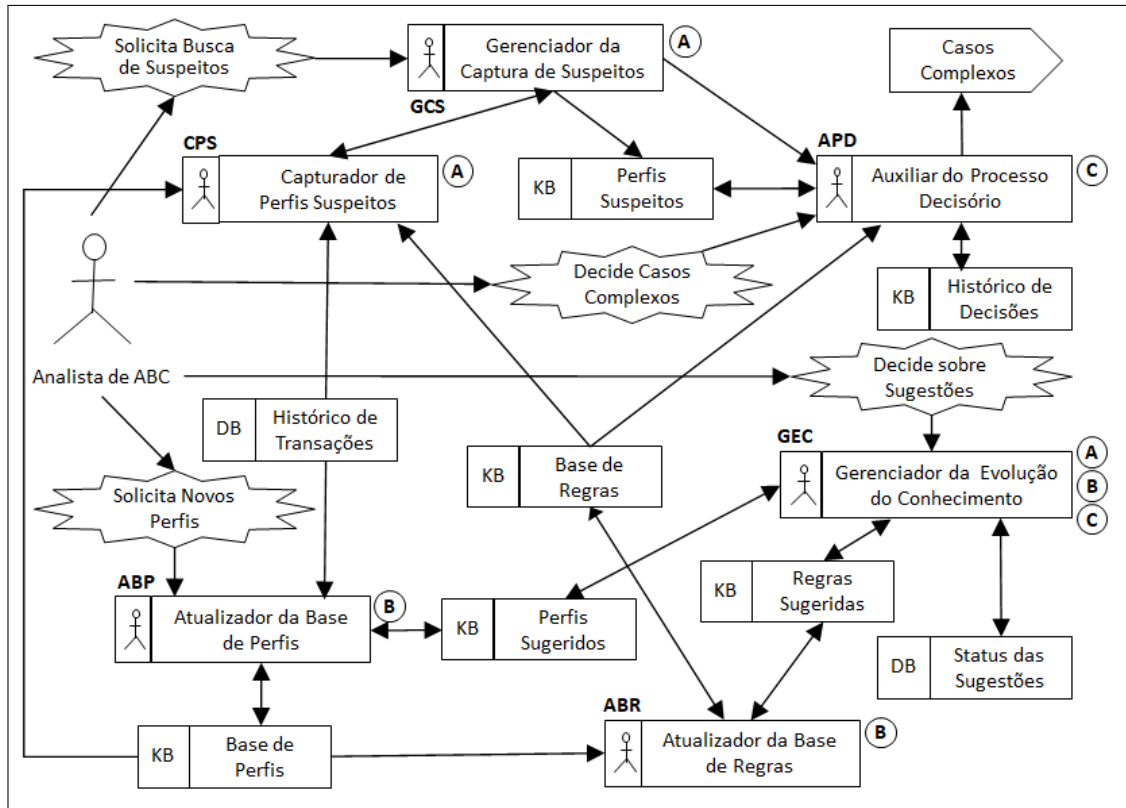 Solicita Busca
de Suspeitos
Gerenciador da
Captura de Suspeitos
A
GCS
Casos
Complexos
CPS
Capturador de
Perfis Suspeitos
A
KB
Perfis
Suspeitos
APD
Auxiliar do Processo
Decisório
C
Decide Casos
Complexos
KB
Histórico de
Decisões
Analista de ABC
Decide sobre
Sugestões
DB
Histórico de
Transações
KB
Base de
Regras
GEC
Gerenciador da Evolução
do Conhecimento
A
B
C
Solicita Novos
Perfis
ABP
Atualizador da Base
de Perfis
B
KB
Perfis
Sugeridos
KB
Regras
Sugeridas
DB
Status das
Sugestões
KB
Base de
Perfis
ABR
Atualizador da Base
de Regras
B